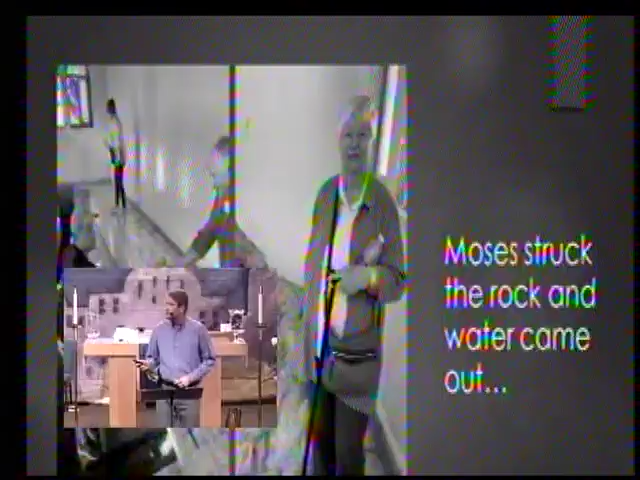 Moses struck
the rock and
water came
out...